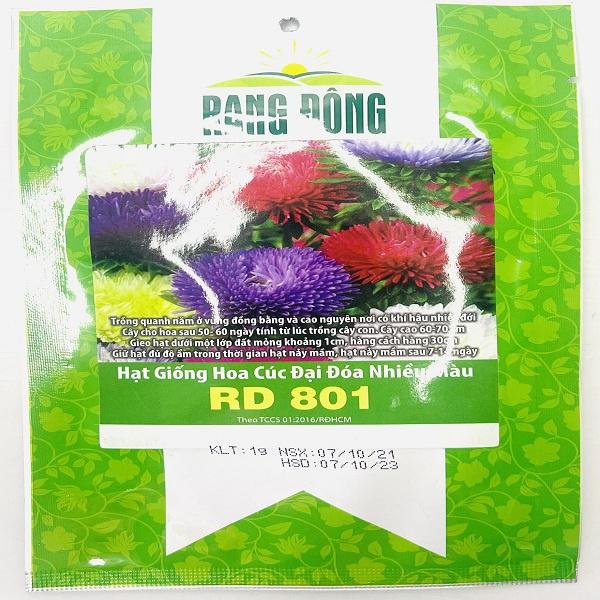 RẠNG ĐÔNG
Trồng quanh năm ở vùng đồng bằng và cao nguyên nơi có khí hậu nhiệt đới
Cây cho hoa sau 50- 60 ngày tính từ lúc trồng cây con. Cây cao 60-70 cm
Gieo hạt dưới một lớp đất mỏng khoảng 1cm, hàng cách hàng 30cm
Giữ hạt đủ độ ẩm trong thời gian hạt nảy mầm, hạt nảy mầm sau 7-14 ngày
Hạt Giống Hoa Cúc Đại Đóa Nhiều Màu
RD 801
Theo TCCS 01:2016/RĐHCM
KLT:1g NSX:07/10/21
HSD:07/10/23